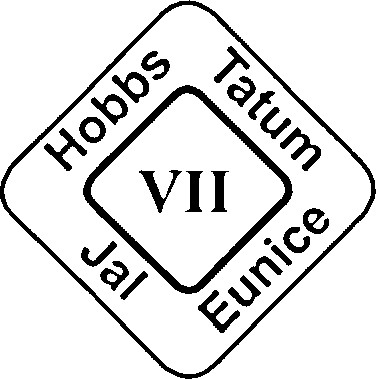 Hobbs
Tatum
VII
Jal
Eunice